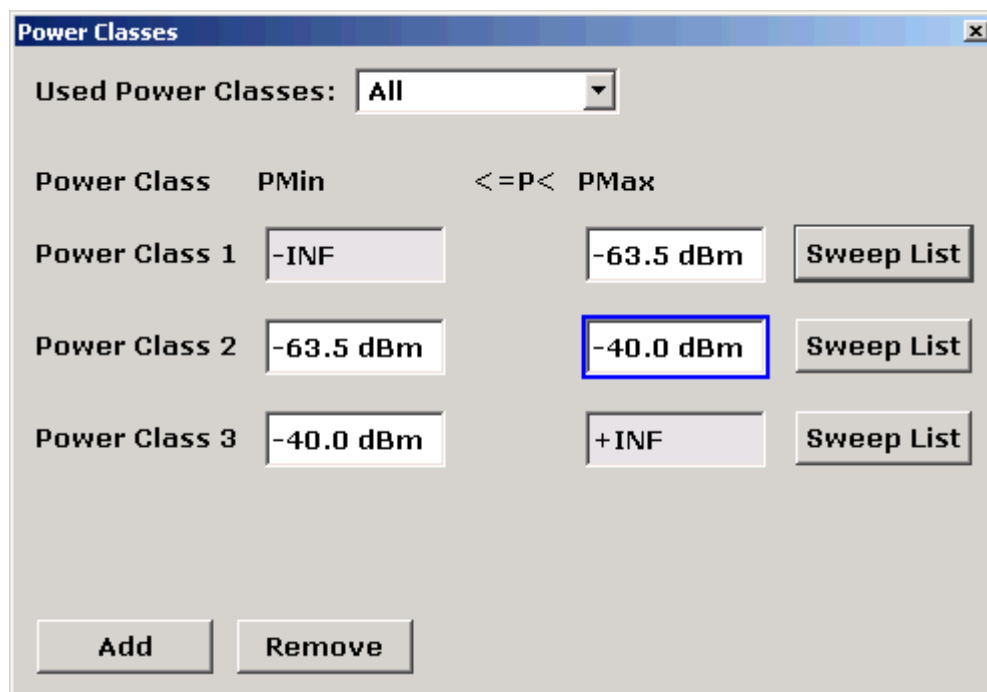 Power Classes
Used Power Classes: All
Power Class PMin <=P< PMax
Power Class 1 -INF -63.5 dBm Sweep List
Power Class 2 -63.5 dBm -40.0 dBm Sweep List
Power Class 3 -40.0 dBm +INF Sweep List
Add Remove